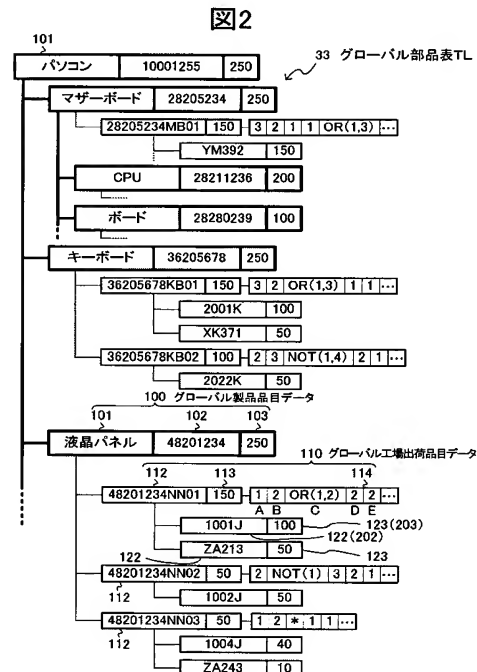 図2
101
パソコン 10001255 250
33 グローバル部品表TL
マザーボード 28205234 250
28205234MB01 150 3 2 1 1 OR(1,3) ...
YM392 150
CPU 28211236 200
ボード 28280239 100
キーボード 36205678 250
36205678KB01 150 3 2 OR(1,3) 1 1 ...
2001K 100
XK371 50
36205678KB02 100 2 3 NOT(1,4) 2 1 ...
2022K 50
100 グローバル製品品目データ
101 102 103
液晶パネル 48201234 250
110 グローバル工場出荷品目データ
112 113 114
48201234NN01 150 1 2 OR(1,2) 2 2 ...
A B C D E
1001J 100 123(203)
122(202)
122 ZA213 50 123
48201234NN02 50 2 NOT(1) 3 2 1 ...
112 1002J 50
48201234NN03 50 1 2 * 1 1 ...
112 1004J 40
ZA243 10